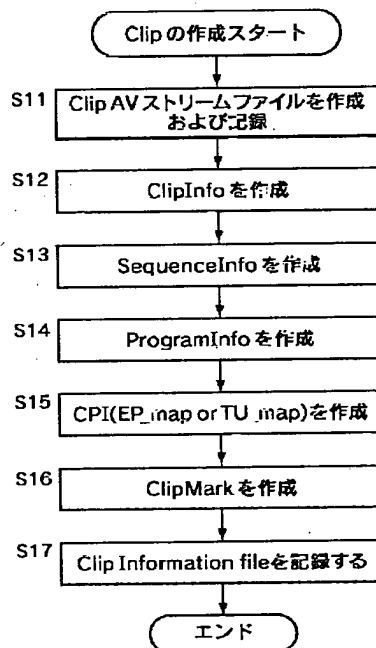 Clipの作成スタート
S11
Clip AVストリームファイルを作成
および記録
S12
ClipInfoを作成
S13
SequenceInfoを作成
S14
ProgramInfoを作成
S15
CPI(EP_map or TU_map)を作成
S16
ClipMarkを作成
S17
Clip Information fileを記録する
エンド